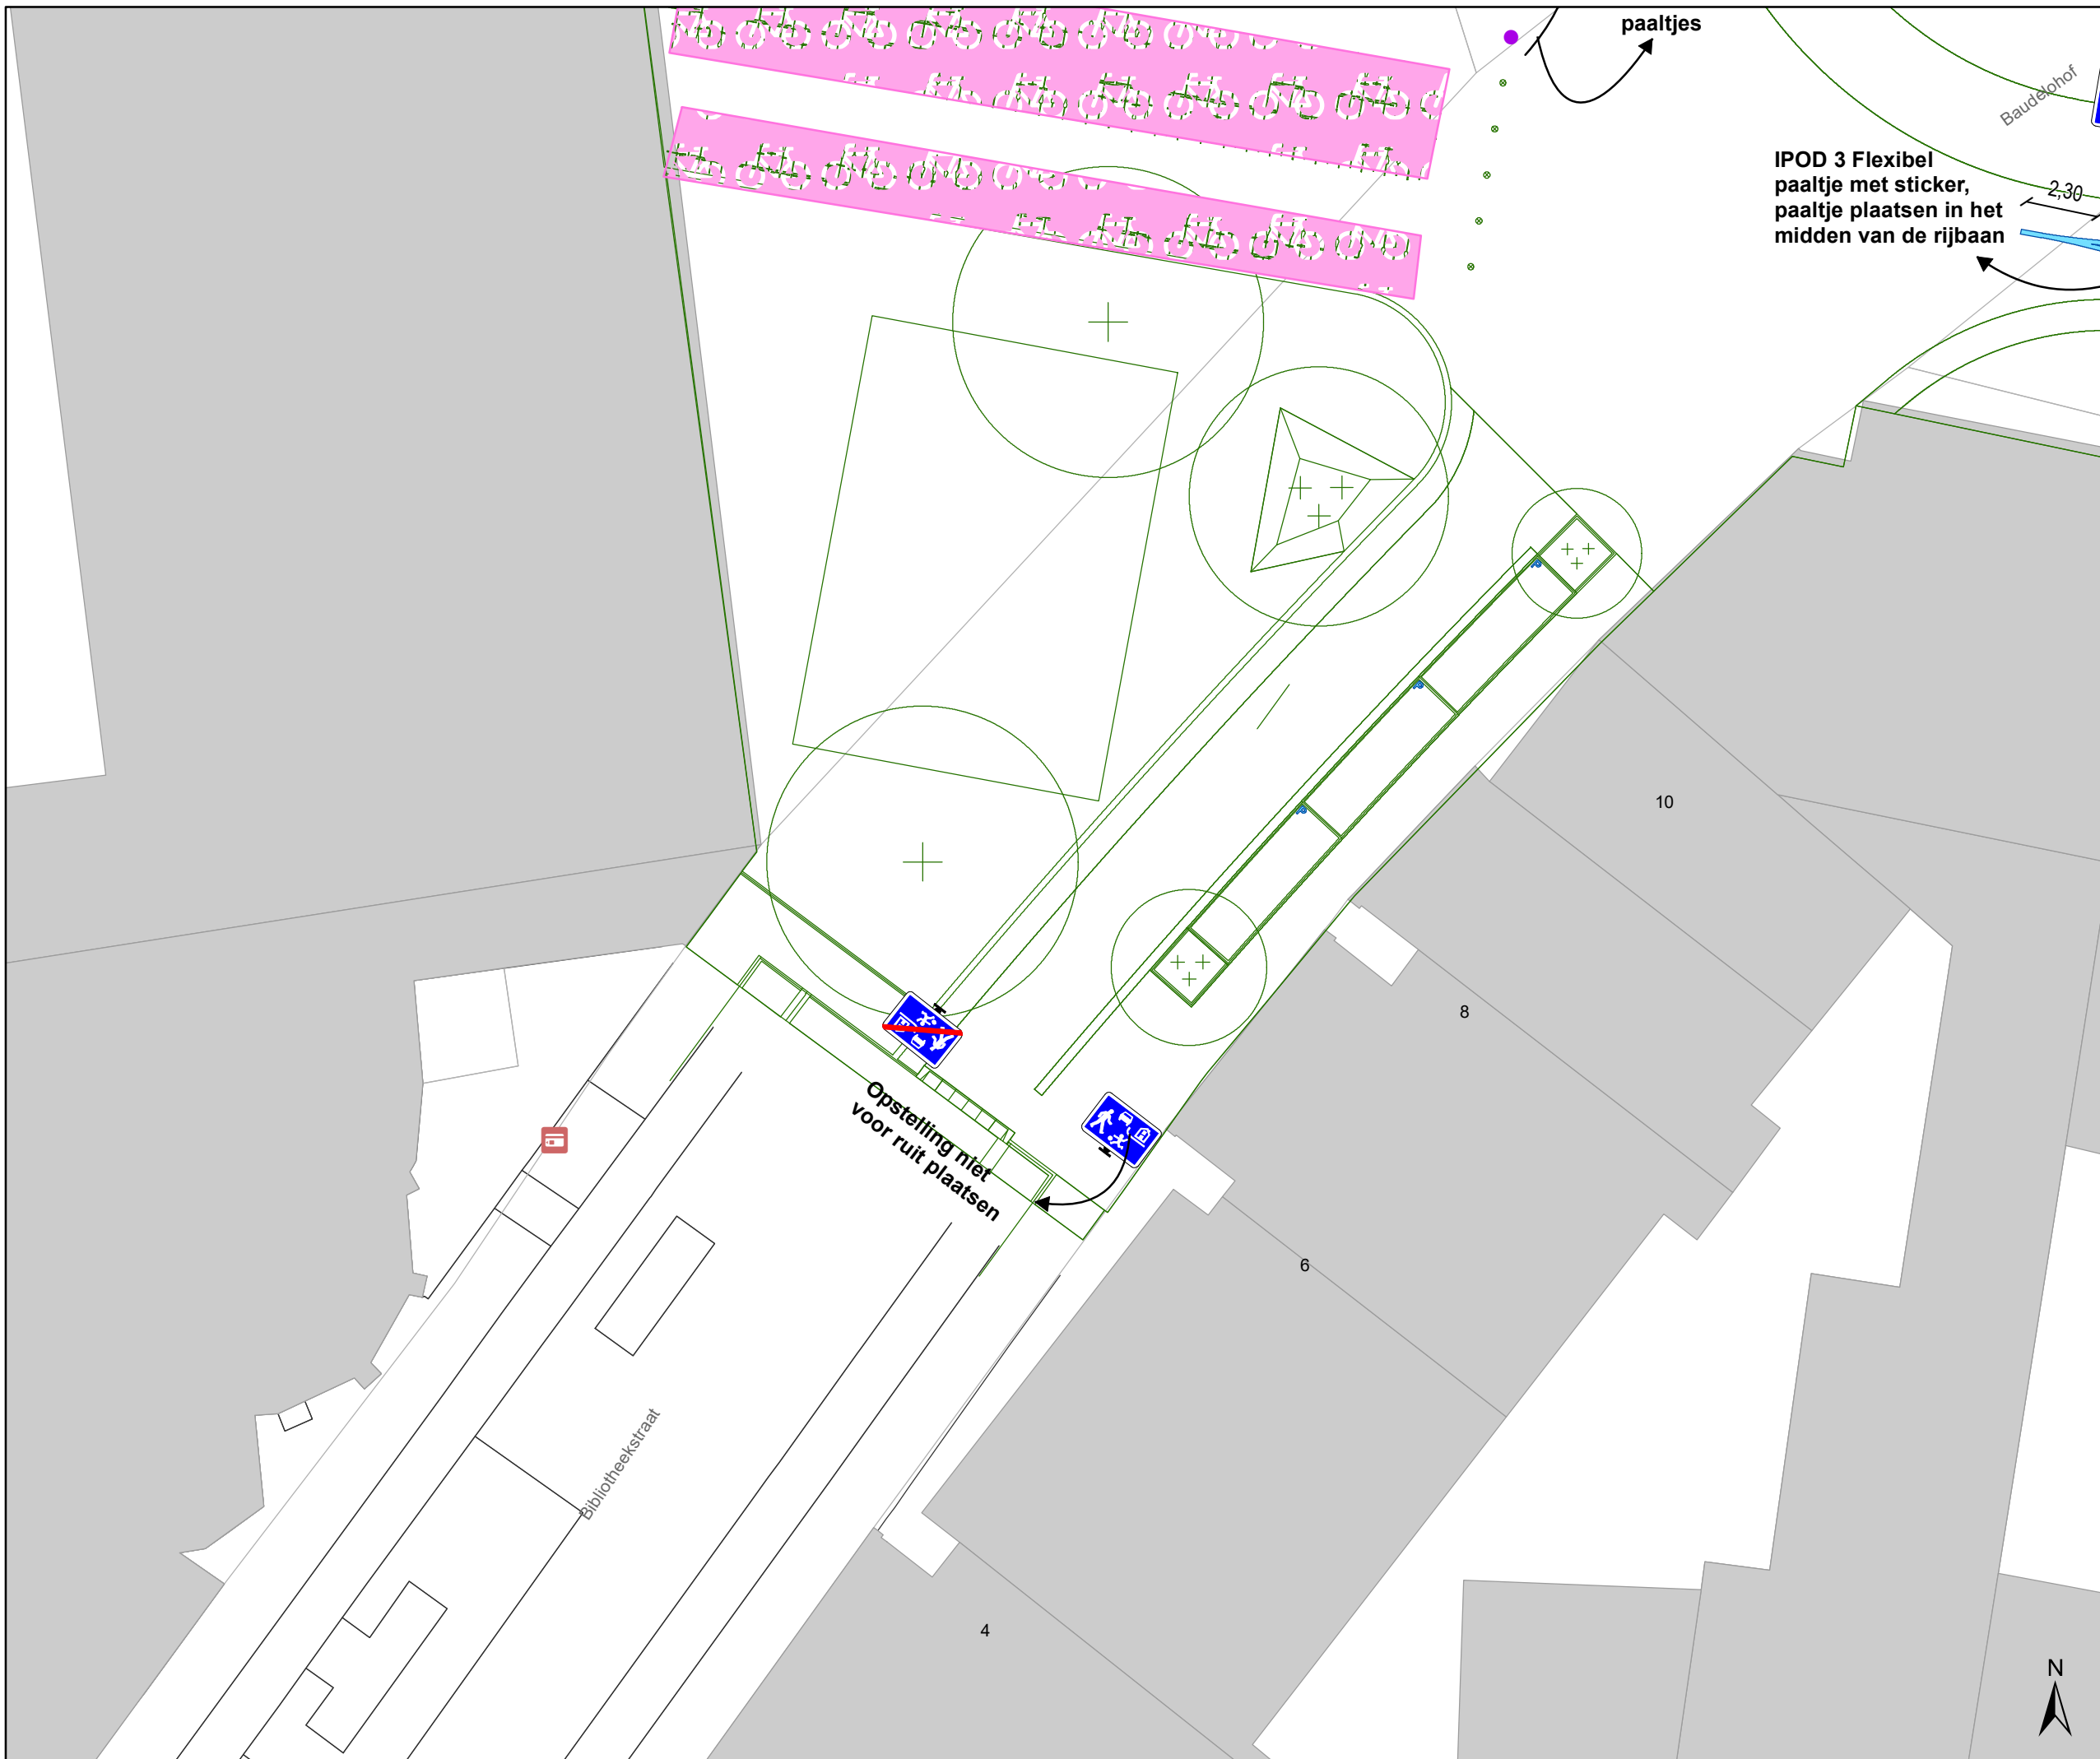 paaltjes
Baudelohof
IPOD 3 Flexibel
paaltje met sticker,
paaltje plaatsen in het
midden van de rijbaan
2,30
10
8
Opstelling niet
voor ruit plaatsen
6
Bibliotheekstraat
4
N